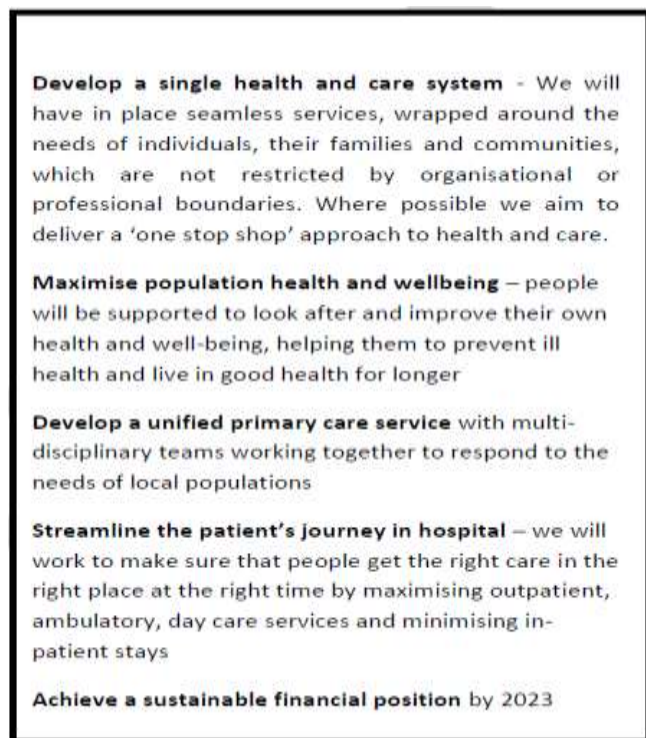 Develop a single health and care system - We will
have in place seamless services, wrapped around the
needs of individuals, their families and communities,
which are not restricted by organisational or
professional boundaries. Where possible we aim to
deliver a ‘one stop shop’ approach to health and care.
Maximise population health and wellbeing – people
will be supported to look after and improve their own
health and well-being, helping them to prevent ill
health and live in good health for longer
Develop a unified primary care service with multi-
disciplinary teams working together to respond to the
needs of local populations
Streamline the patient’s journey in hospital – we will
work to make sure that people get the right care in the
right place at the right time by maximising outpatient,
ambulatory, day care services and minimising in-
patient stays
Achieve a sustainable financial position by 2023